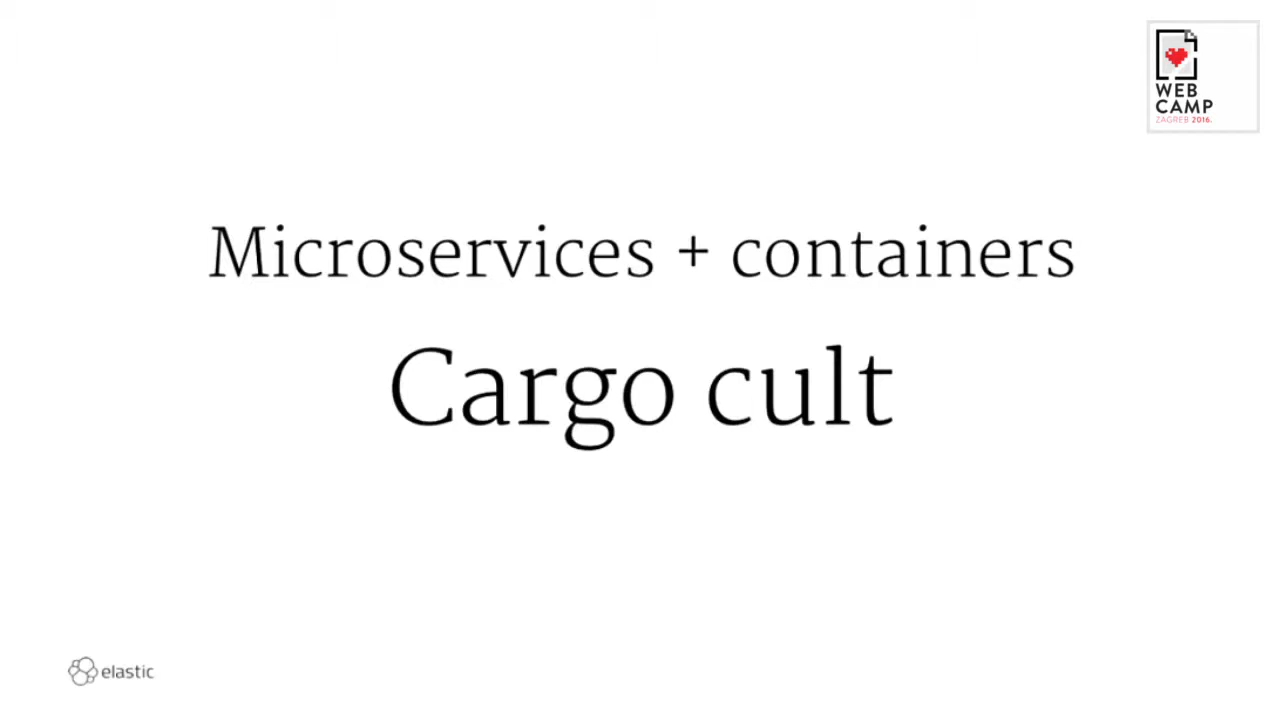 WEB
CAMP
ZAGREB 2016.
Microservices + containers
Cargo cult
elastic